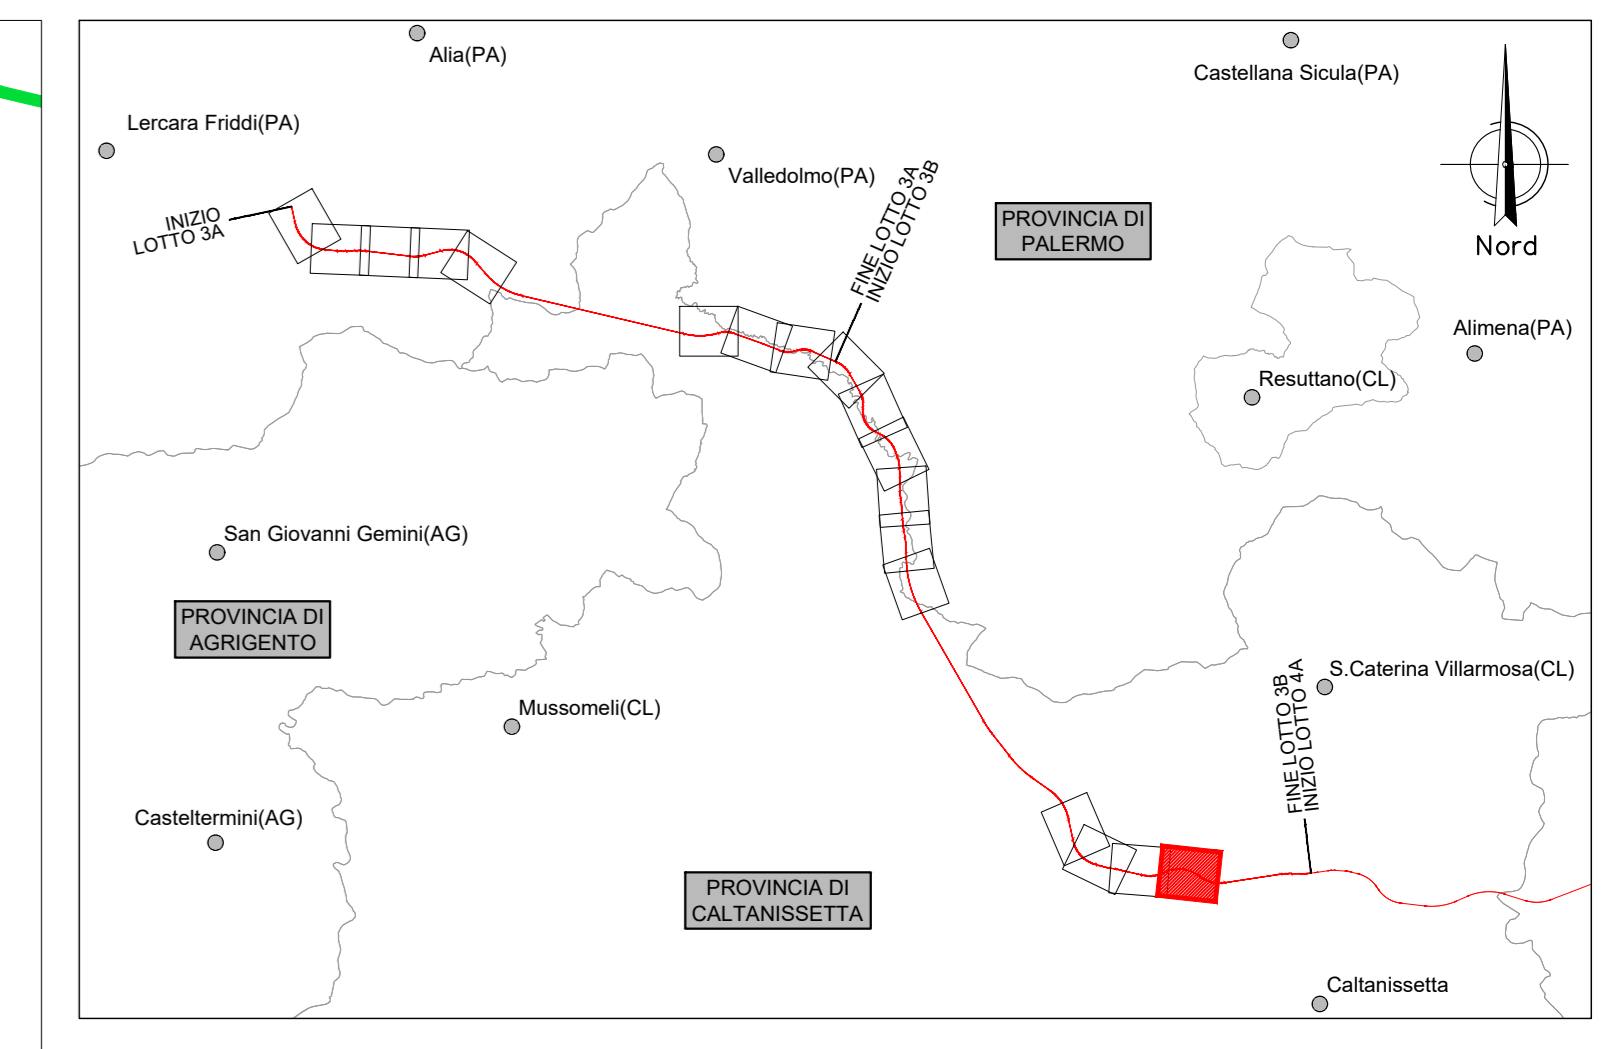 Alia(PA)
Castellana Sicula(PA)
Lercara Friddi(PA)
Valledolmo(PA)
INIZIO
LOTTO 3A
FINE LOTTO 3A
INIZIO LOTTO 3B
PROVINCIA DI
PALERMO
Nord
Alimena(PA)
Resuttano(CL)
San Giovanni Gemini(AG)
PROVINCIA DI
AGRIGENTO
S.Caterina Villarmosa(CL)
FINE LOTTO 3B
INIZIO LOTTO 4A
Mussomeli(CL)
Casteltermini(AG)
PROVINCIA DI
CALTANISSETTA
Caltanissetta